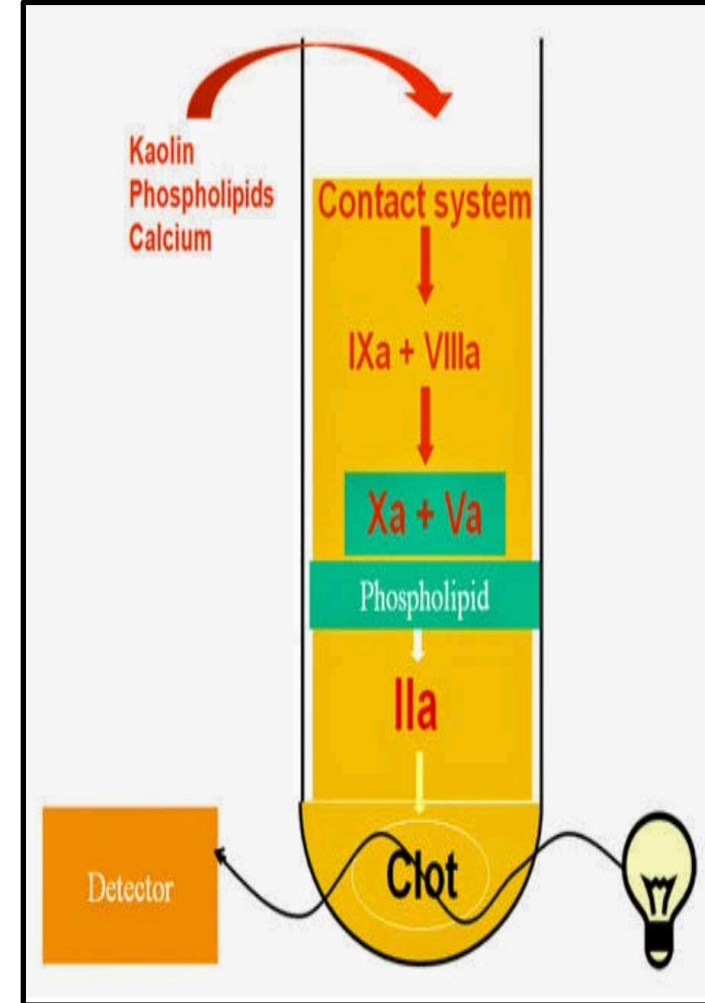 Kaolin
Phospholipids
Calcium
Contact system
IXa + VIIIa
Xa + Va
Phospholipid
IIa
Clot
Detector